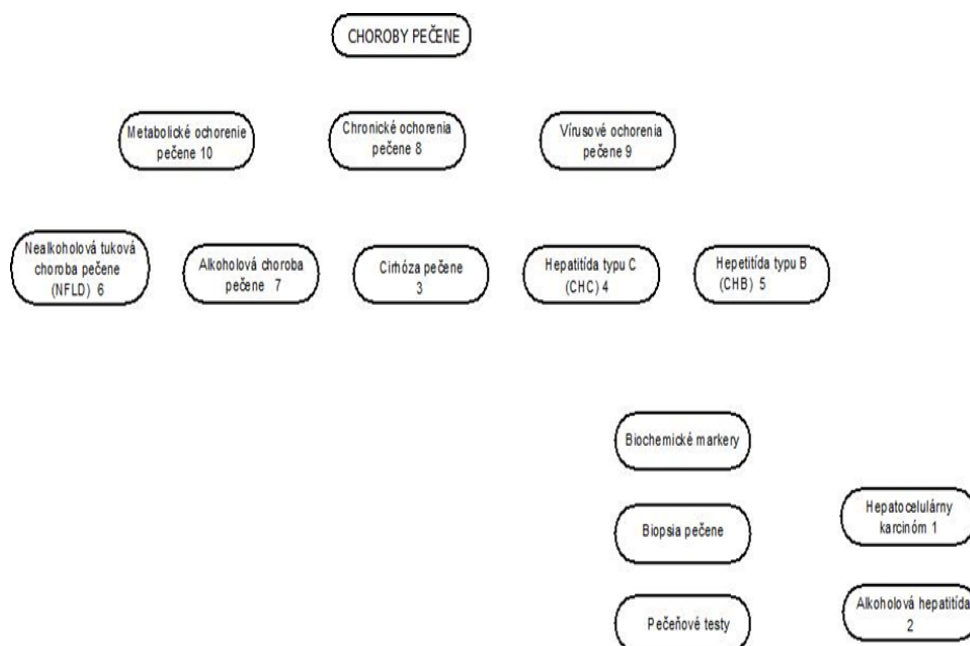 CHOROBY PEČENE
Metabolické ochorenie
pečene 10
Chronické ochorenia
pečene 8
Vírusové ochorenia
pečene 9
Nealkoholová tuková
choroba pečene
(NFLD) 6
Alkoholová choroba
pečene 7
Cirhóza pečene
3
Hepatitída typu C
(CHC) 4
Hepetitída typu B
(CHB) 5
Biochemické markery
Biopsia pečene
Pečeňové testy
Hepatocelulárny
karcinóm 1
Alkoholová hepatitída
2